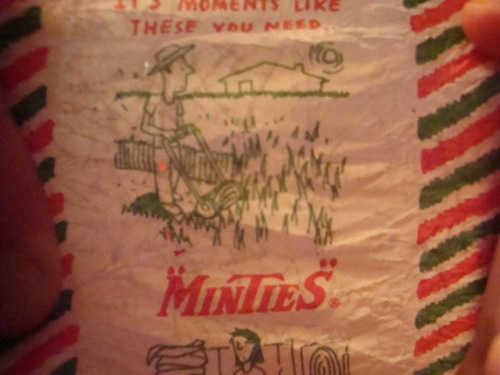 IT'S MOMENTS LIKE
THESE YOU NEED
"MINTIES"®